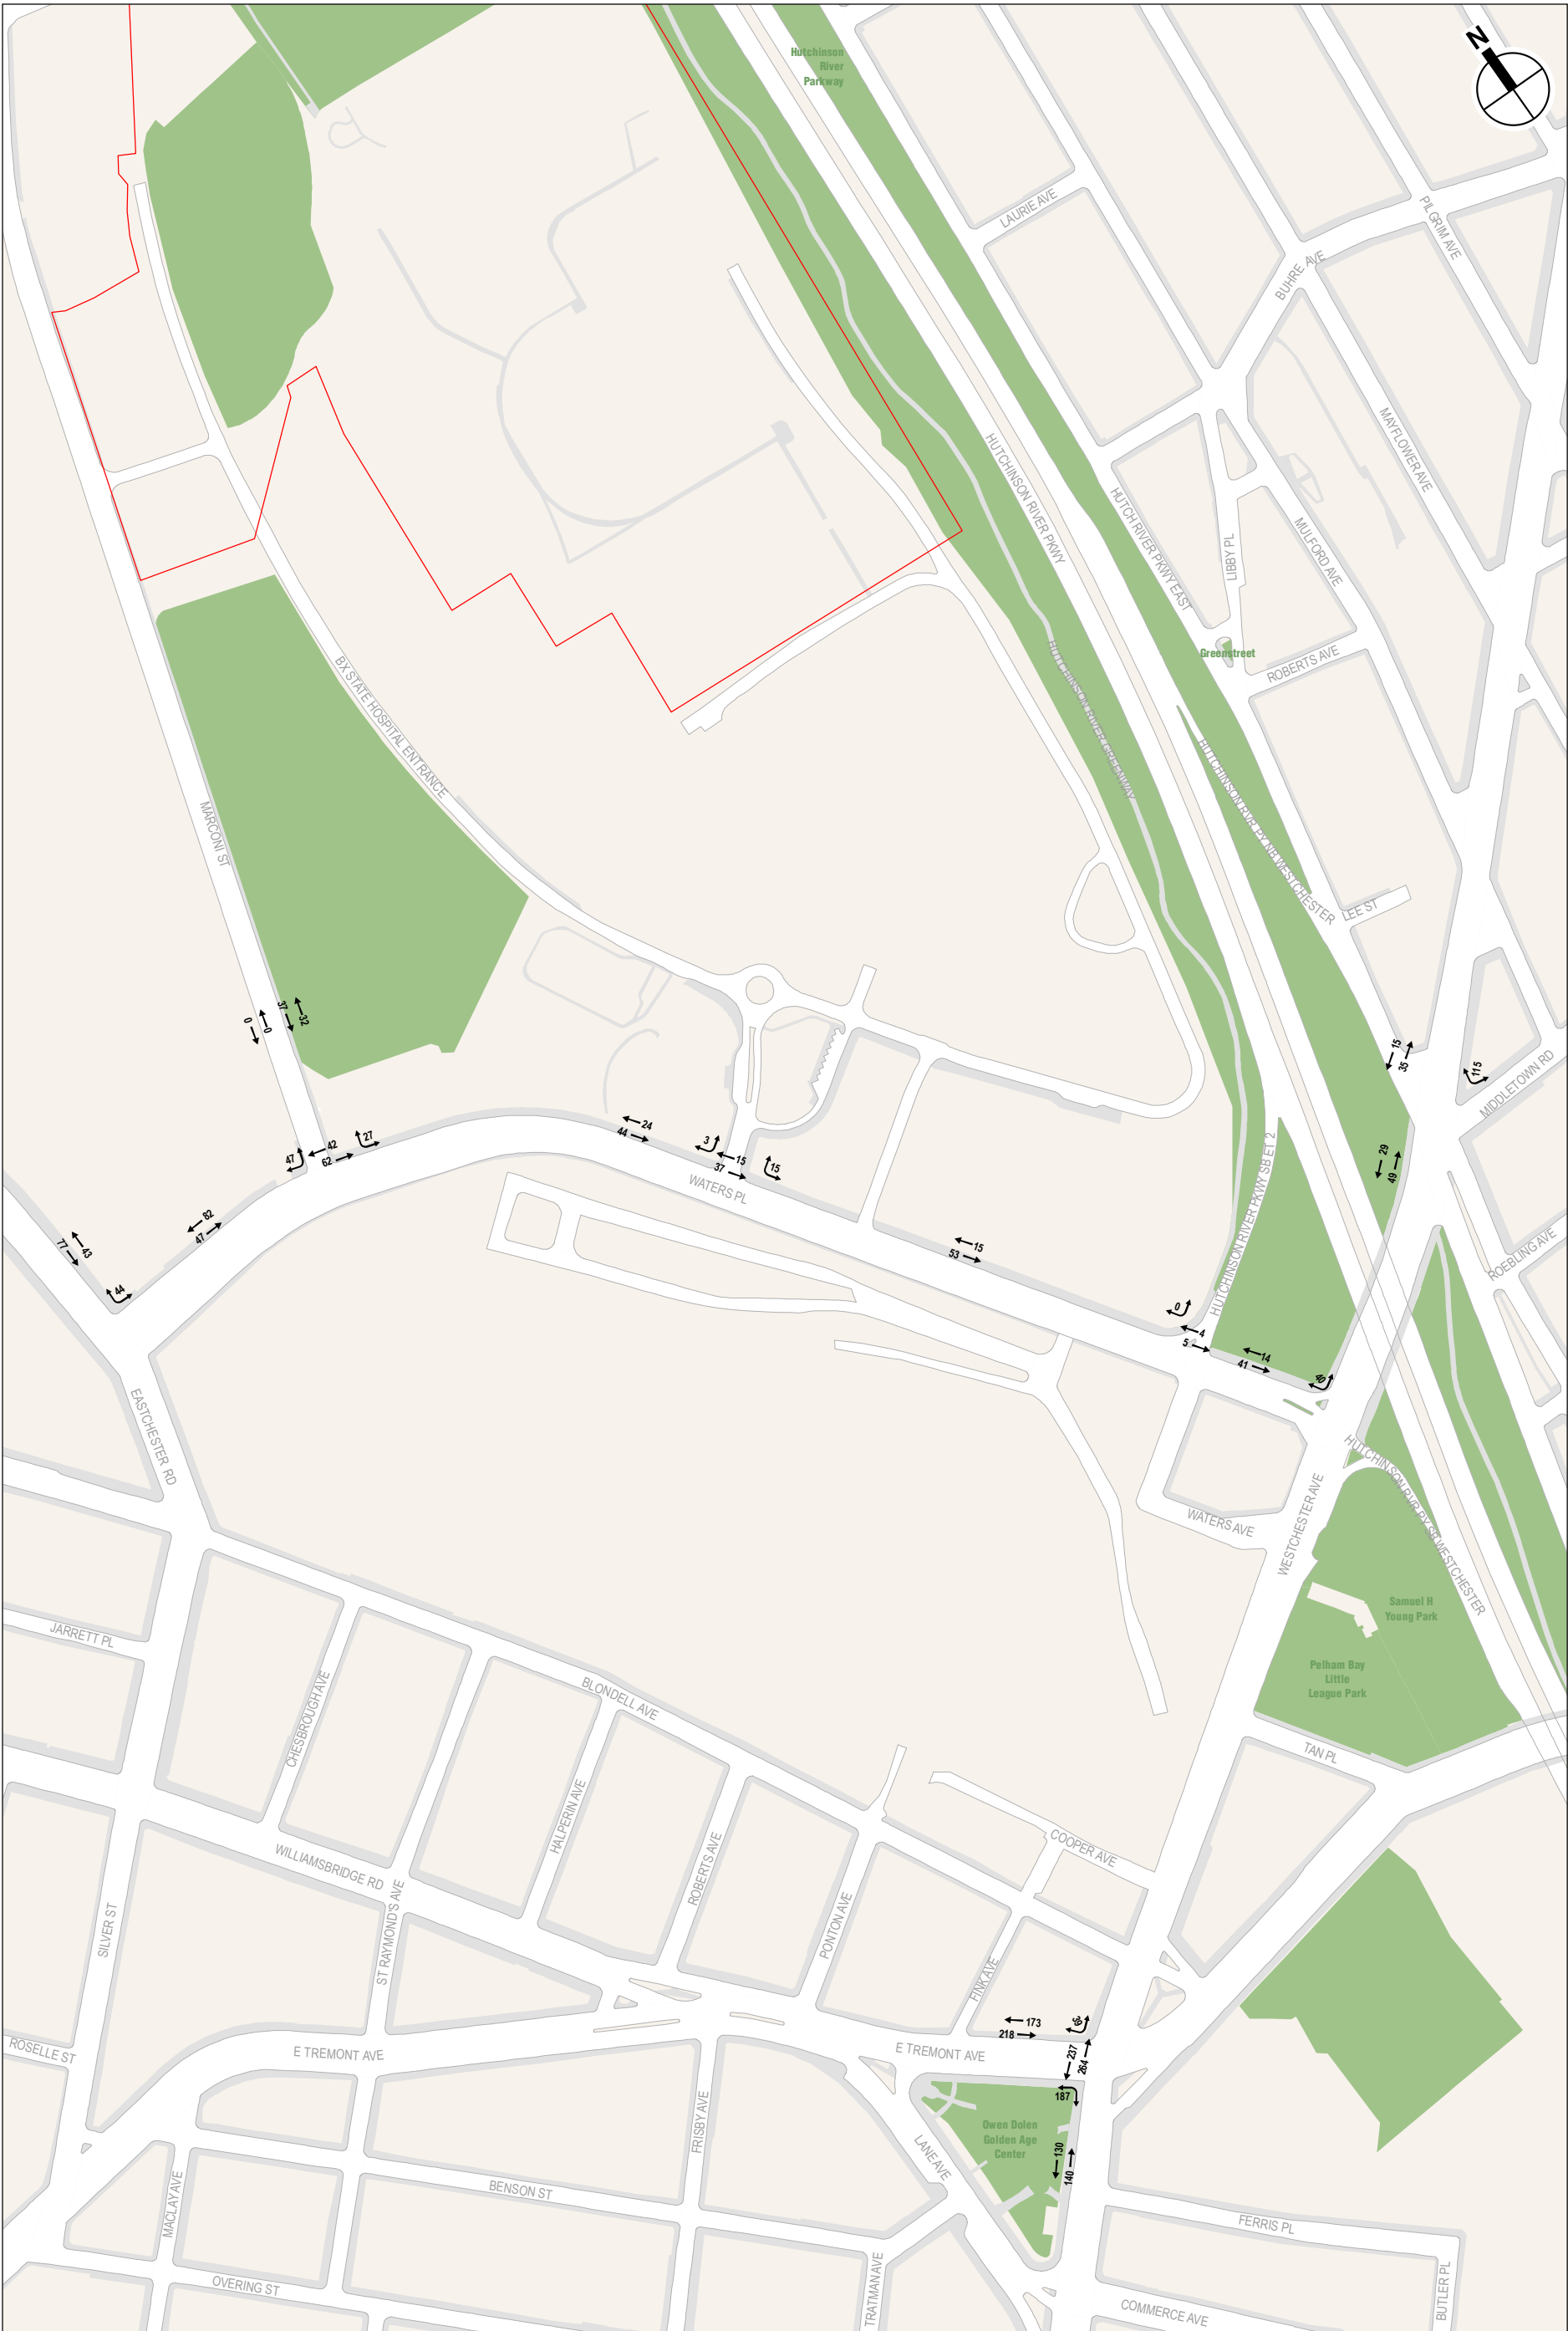 N
Hutchinson
River
Parkway
LAURIE AVE
PILGRIM AVE
BUHRE AVE
MAYFLOWER AVE
HUTCHINSON RIVER PKWY
HUTCH RIVER PKWY EAST
LIBBY PL
MULFORD AVE
Greenstreet
ROBERTS AVE
BX STATE HOSPITAL ENTRANCE
HUTCHINSON RIVER GREENWAY
HUTCHINSON RVR PY NB WESTCHESTER
MARCONI ST
LEE ST
37
32
0
0
15
35
115
MIDDLETOWN RD
24
44
27
42
62
47
3
15
37
15
WATERS PL
29
49
HUTCHINSON RIVER PKWY SB ET 2
82
47
77
43
44
15
53
ROEBLING AVE
0
4
5
14
41
40
EASTCHESTER RD
HUTCHINSON RVR PY SB WESTCHESTER
WATERS AVE
WESTCHESTER AVE
Samuel H
Young Park
JARRETT PL
Pelham Bay
Little
League Park
CHESBROUGH AVE
BLONDELL AVE
TAN PL
HALPERIN AVE
COOPER AVE
WILLIAMSBRIDGE RD
ROBERTS AVE
PONTON AVE
SILVER ST
ST RAYMOND'S AVE
FINK AVE
173
218
237
264
ROSELLE ST
E TREMONT AVE
E TREMONT AVE
187
Owen Dolen
Golden Age
Center
FRISBY AVE
LANE AVE
130
140
MACLAY AVE
BENSON ST
FERRIS PL
OVERING ST
TRATMAN AVE
BUTLER PL
COMMERCE AVE